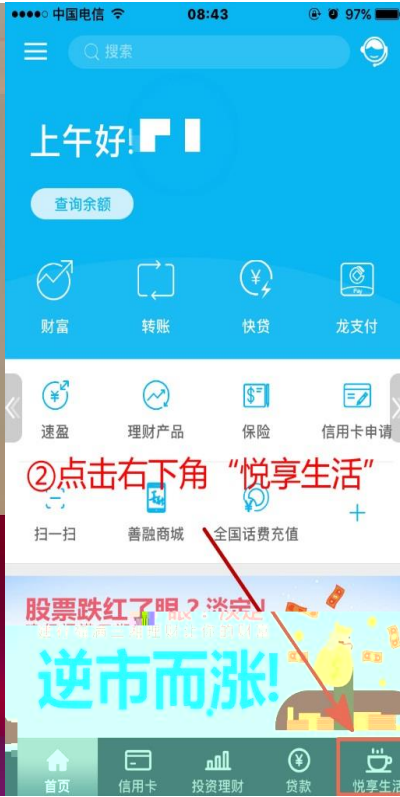 中国电信 08:43 97%
搜索
上午好!
查询余额
财富 转账 快贷 龙支付
Pay
速盈 理财产品 保险 信用卡申请
②点击右下角“悦享生活”
扫一扫 善融商城 全国话费充值
股票跌红了眼?淡定!
逆市而涨!
首页 信用卡 投资理财 贷款 悦享生活